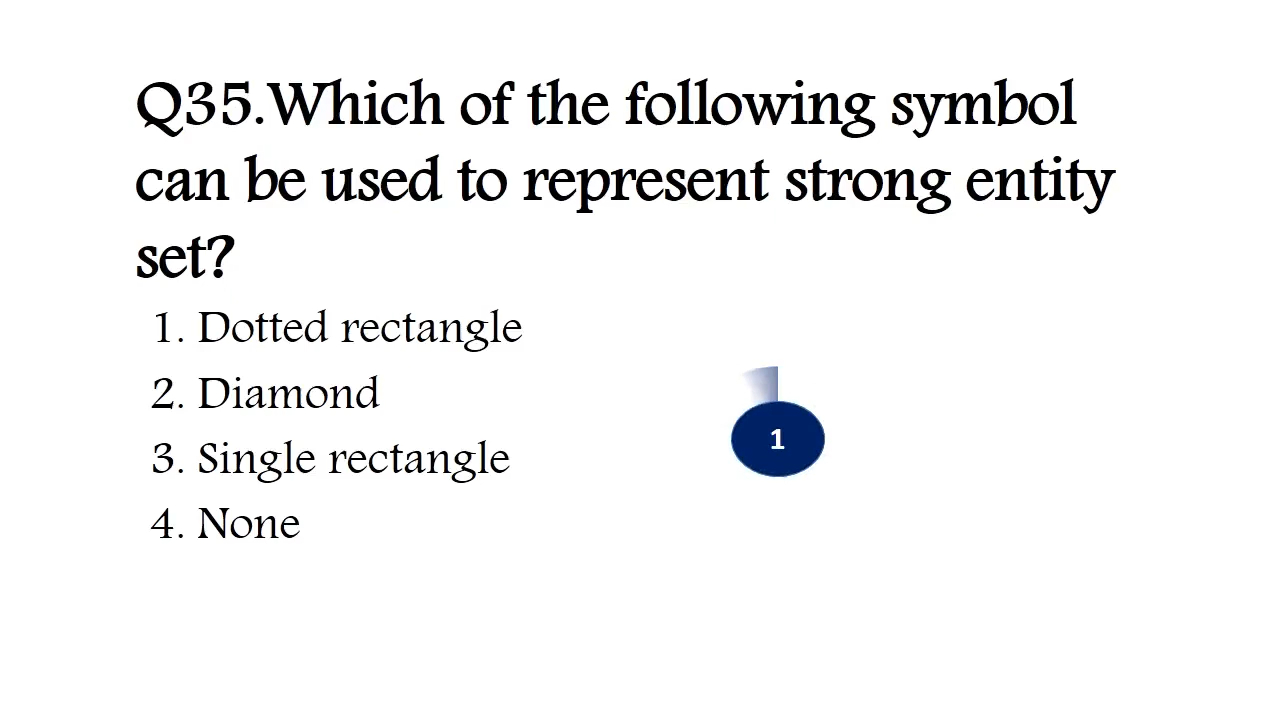 Q35.Which of the following symbol
can be used to represent strong entity
set?
1. Dotted rectangle
2. Diamond
3. Single rectangle
4. None
1